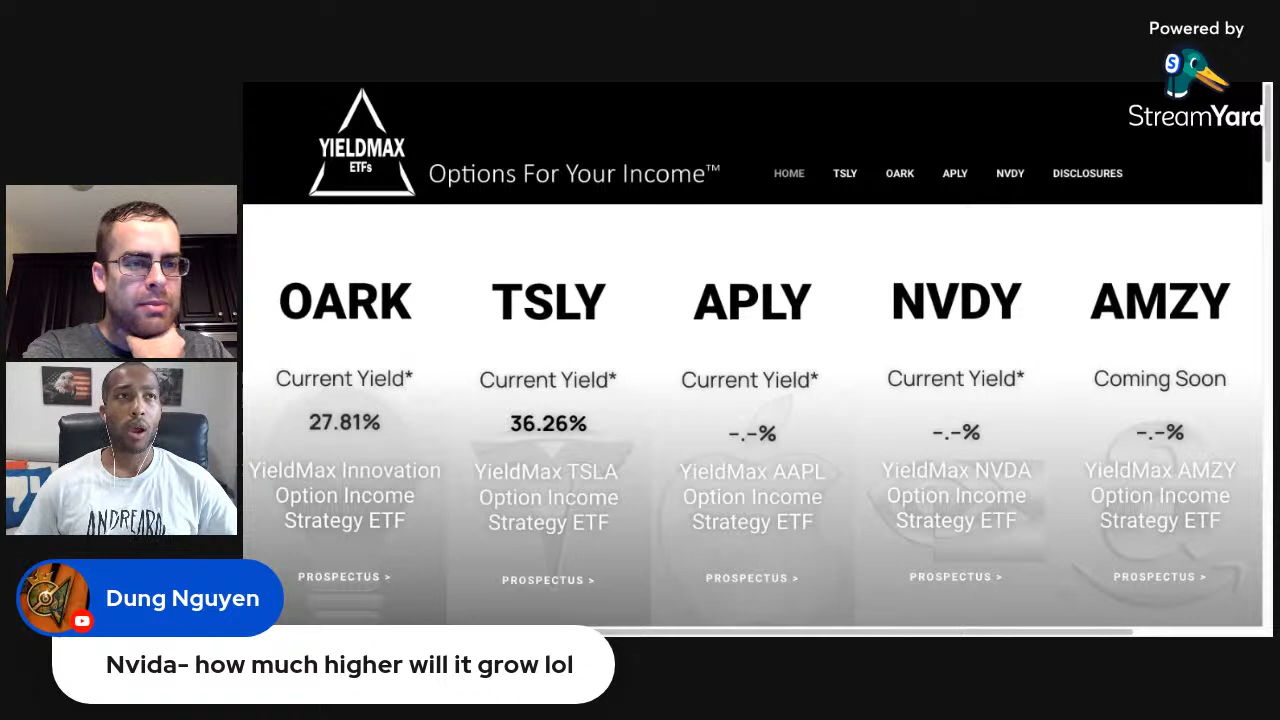 Powered by
StreamYard
YIELDMAX
ETFs
Options For Your Income™
HOME TSLY OARK APLY NVDY DISCLOSURES
OARK
Current Yield*
27.81%
YieldMax Innovation
Option Income
Strategy ETF
PROSPECTUS >
TSLY
Current Yield*
36.26%
YieldMax TSLA
Option Income
Strategy ETF
PROSPECTUS >
APLY
Current Yield*
-.-%
YieldMax AAPL
Option Income
Strategy ETF
PROSPECTUS >
NVDY
Current Yield*
-.-%
YieldMax NVDA
Option Income
Strategy ETF
PROSPECTUS >
AMZY
Coming Soon
-.-%
YieldMax AMZY
Option Income
Strategy ETF
PROSPECTUS >
Dung Nguyen
Nvida- how much higher will it grow lol